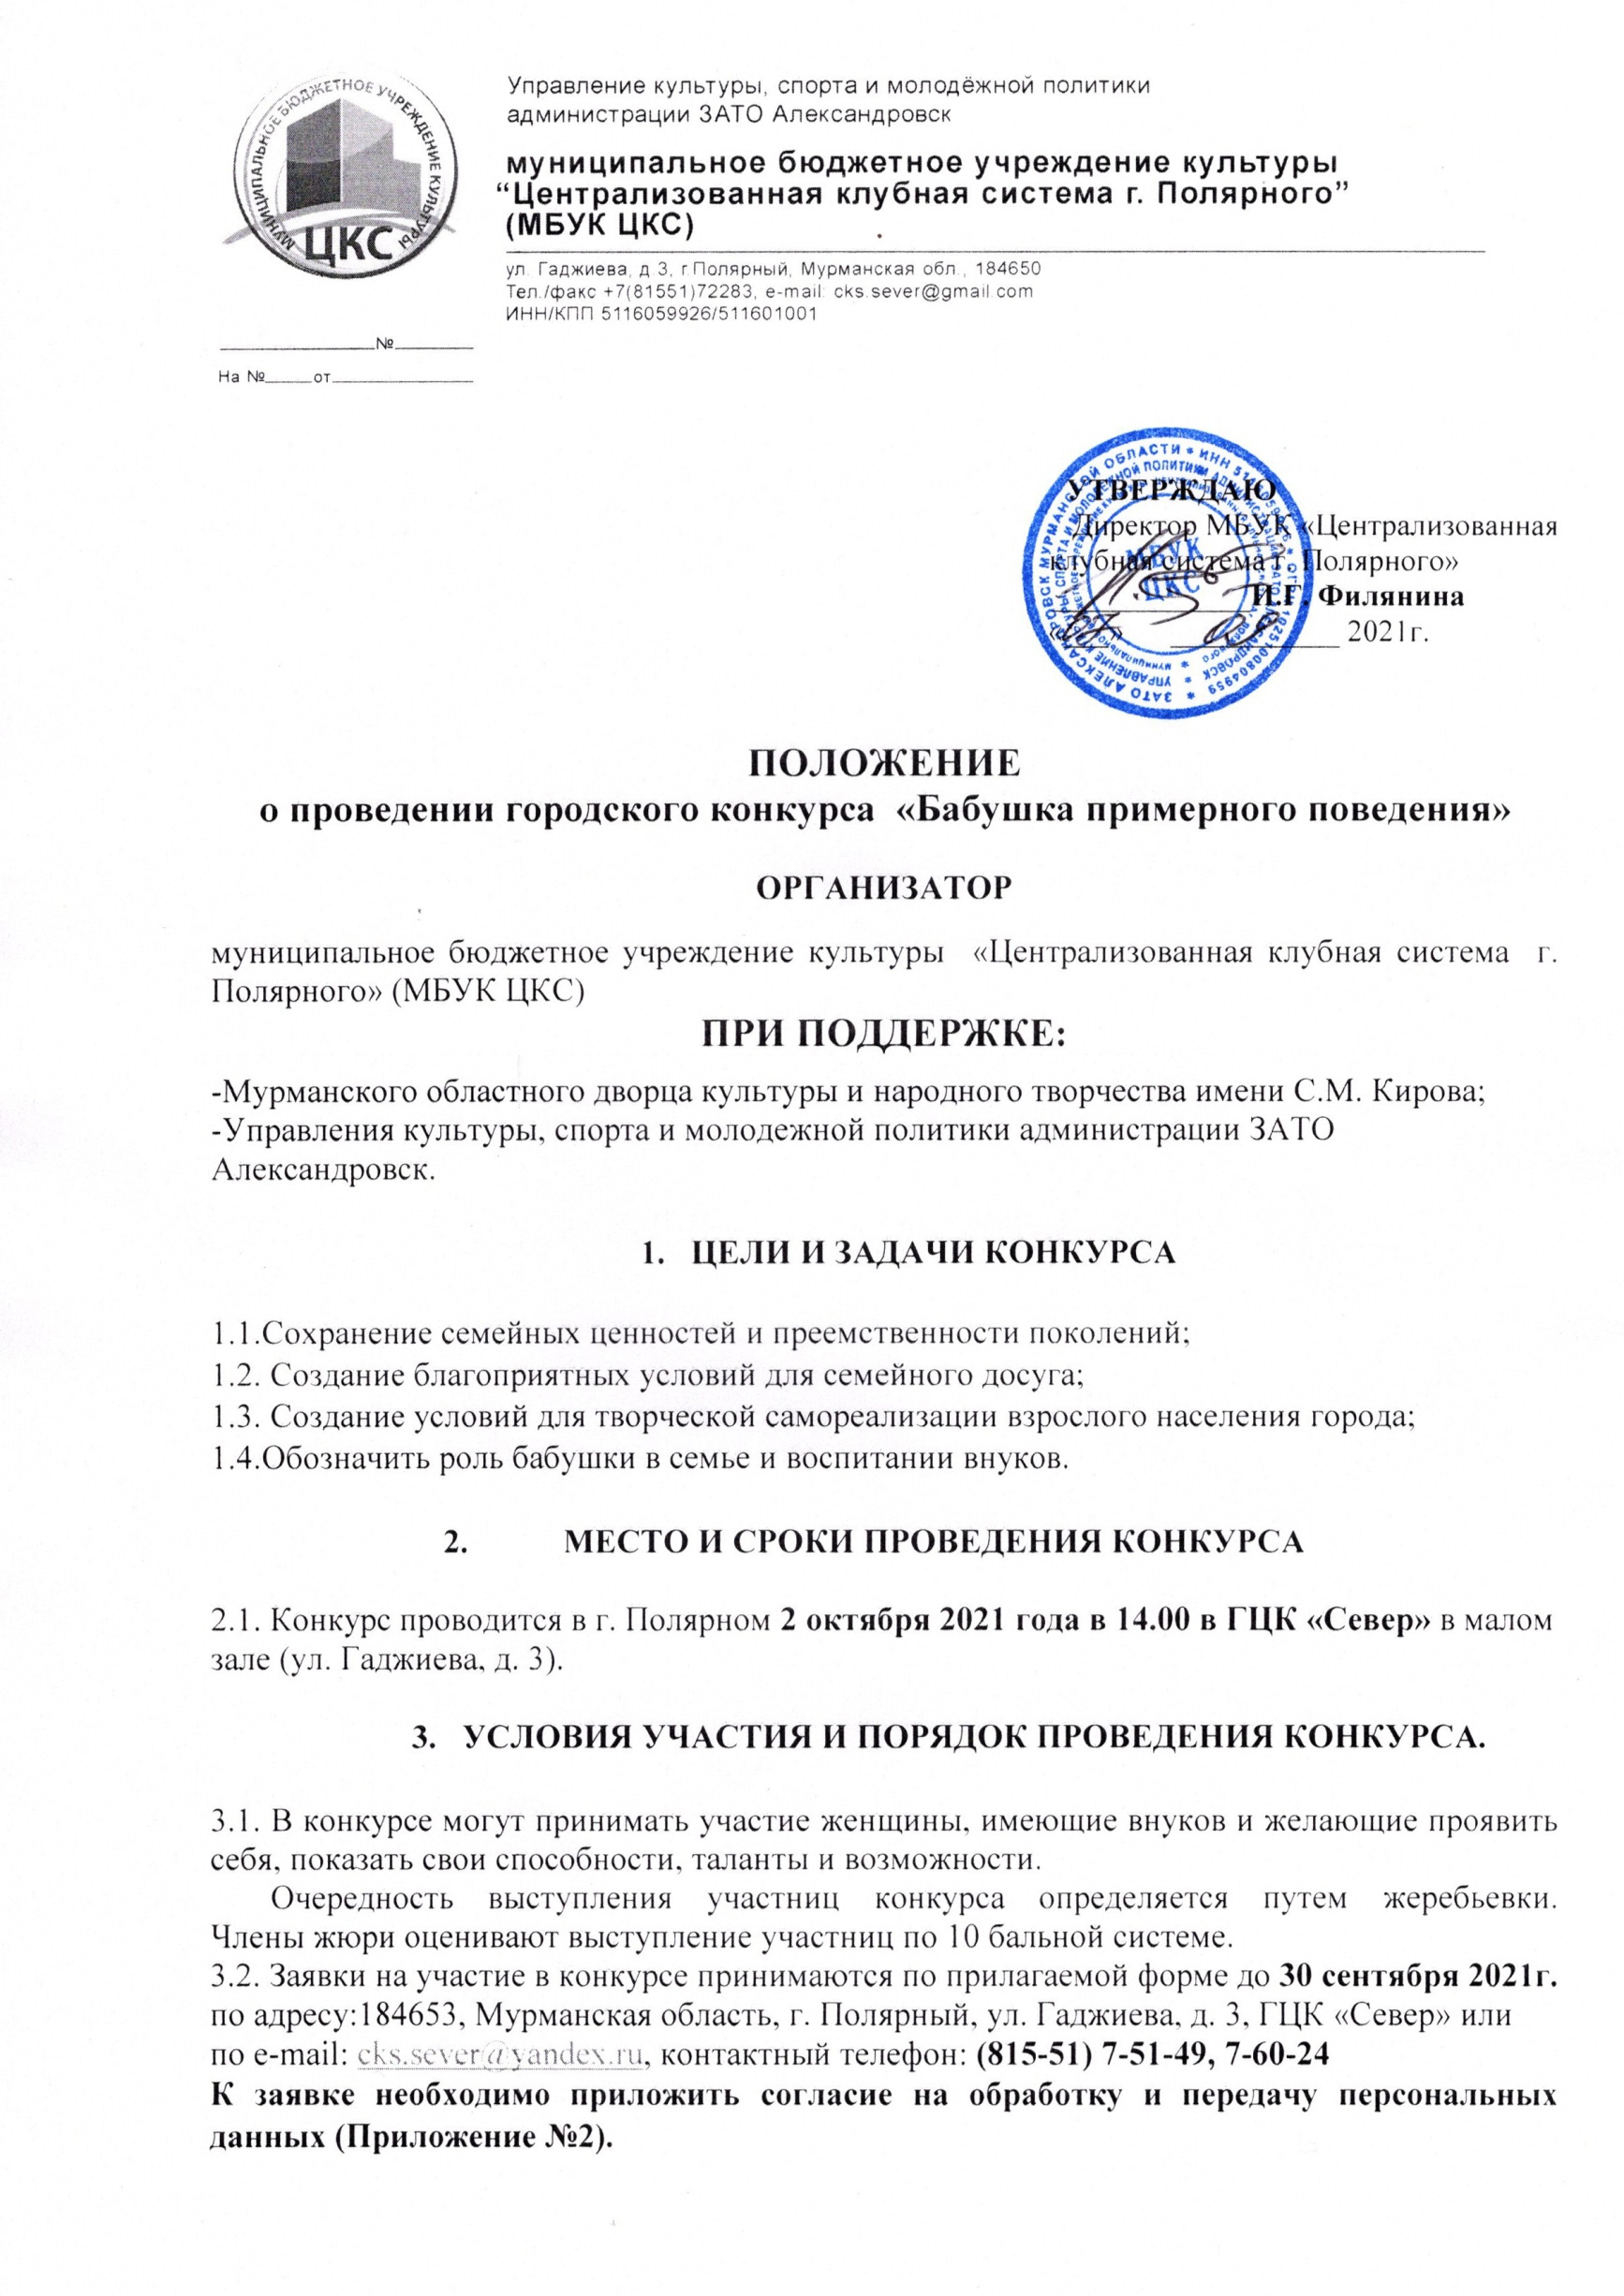 МУНИЦИПАЛЬНОЕ БЮДЖЕТНОЕ УЧРЕЖДЕНИЕ КУЛЬТУРЫ
ЦКС
Управление культуры, спорта и молодёжной политики
администрации ЗАТО Александровск
муниципальное бюджетное учреждение культуры
“Централизованная клубная система г. Полярного”
(МБУК ЦКС)
ул. Гаджиева, д 3, г.Полярный, Мурманская обл., 184650
Тел./факс +7(81551)72283, e-mail: cks.sever@gmail.com
ИНН/КПП 5116059926/511601001
№
На № от
УТВЕРЖДАЮ
Директор МБУК «Централизованная
клубная система г. Полярного»
И.Г. Филянина
2021г.
МБУК
ЦКС
ПОЛОЖЕНИЕ
о проведении городского конкурса «Бабушка примерного поведения»
ОРГАНИЗАТОР
муниципальное бюджетное учреждение культуры «Централизованная клубная система г.
Полярного» (МБУК ЦКС)
ПРИ ПОДДЕРЖКЕ:
-Мурманского областного дворца культуры и народного творчества имени С.М. Кирова;
-Управления культуры, спорта и молодежной политики администрации ЗАТО
Александровск.
1. ЦЕЛИ И ЗАДАЧИ КОНКУРСА
1.1.Сохранение семейных ценностей и преемственности поколений;
1.2. Создание благоприятных условий для семейного досуга;
1.3. Создание условий для творческой самореализации взрослого населения города;
1.4.Обозначить роль бабушки в семье и воспитании внуков.
2. МЕСТО И СРОКИ ПРОВЕДЕНИЯ КОНКУРСА
2.1. Конкурс проводится в г. Полярном 2 октября 2021 года в 14.00 в ГЦК «Север» в малом
зале (ул. Гаджиева, д. 3).
3. УСЛОВИЯ УЧАСТИЯ И ПОРЯДОК ПРОВЕДЕНИЯ КОНКУРСА.
3.1. В конкурсе могут принимать участие женщины, имеющие внуков и желающие проявить
себя, показать свои способности, таланты и возможности.
Очередность выступления участниц конкурса определяется путем жеребьевки.
Члены жюри оценивают выступление участниц по 10 бальной системе.
3.2. Заявки на участие в конкурсе принимаются по прилагаемой форме до 30 сентября 2021г.
по адресу:184653, Мурманская область, г. Полярный, ул. Гаджиева, д. 3, ГЦК «Север» или
по e-mail: cks.sever@yandex.ru, контактный телефон: (815-51) 7-51-49, 7-60-24
К заявке необходимо приложить согласие на обработку и передачу персональных
данных (Приложение №2).